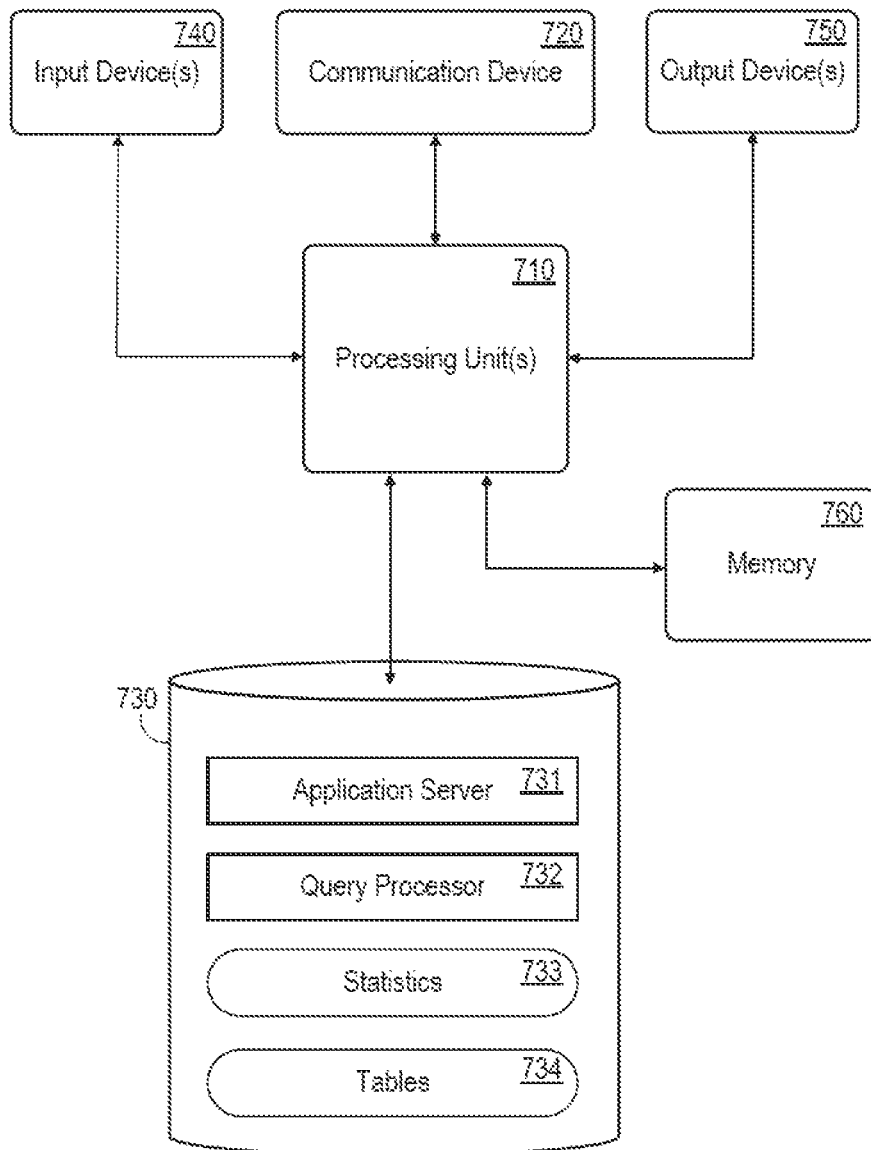 740
Input Device(s)
720
Communication Device
750
Output Device(s)
710
Processing Unit(s)
760
Memory
730
Application Server 731
Query Processor 732
Statistics 733
Tables 734